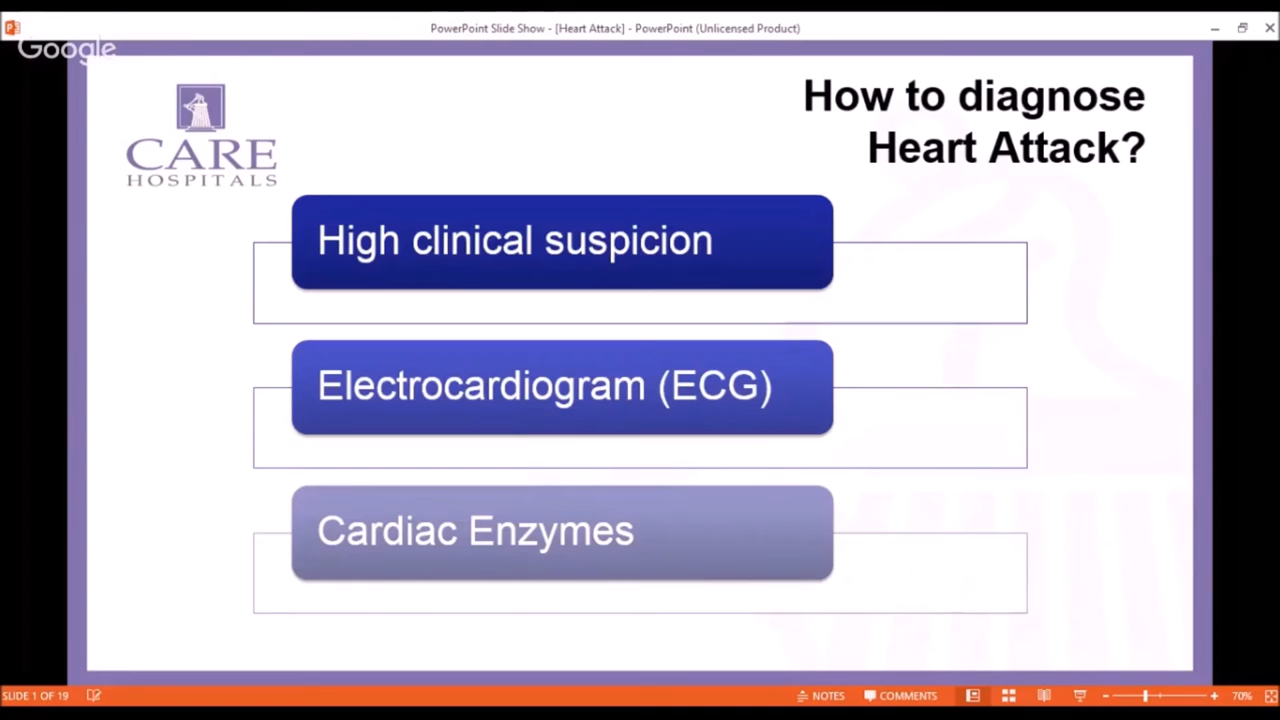 PowerPoint Slide Show - [Heart Attack] - PowerPoint (Unlicensed Product)
Google
CARE
HOSPITALS
How to diagnose
Heart Attack?
High clinical suspicion
Electrocardiogram (ECG)
Cardiac Enzymes
SLIDE 1 OF 19
NOTES
COMMENTS
70%